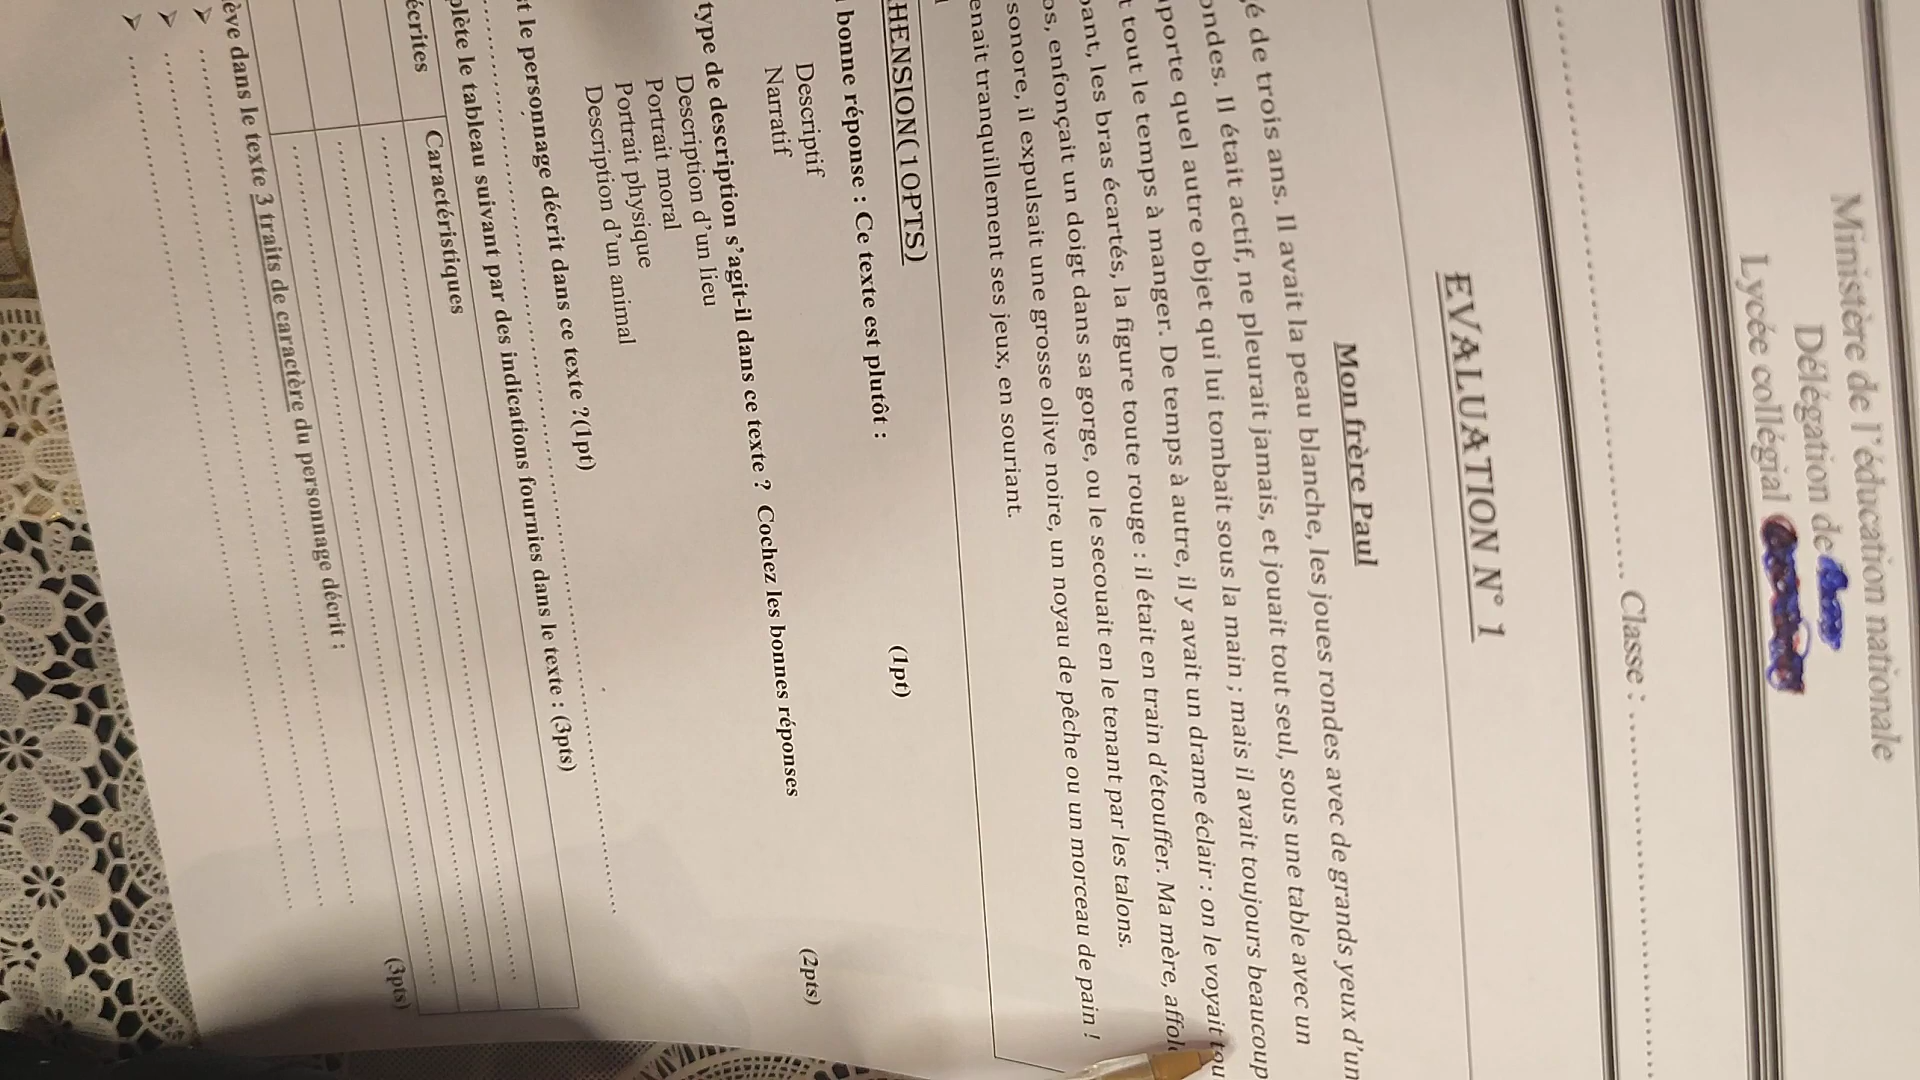 Ministère de l'éducation nationale
Délégation de
Lycée collégial
Classe :
EVALUATION N° 1
Mon frère Paul
é de trois ans. Il avait la peau blanche, les joues rondes avec de grands yeux d'un
ondes. Il était actif, ne pleurait jamais, et jouait tout seul, sous une table avec un
porte quel autre objet qui lui tombait sous la main ; mais il avait toujours beaucoup
t tout le temps à manger. De temps à autre, il y avait un drame éclair : on le voyait
ant, les bras écartés, la figure toute rouge : il était en train d'étouffer. Ma mère, affol
os, enfonçait un doigt dans sa gorge, ou le secouait en le tenant par les talons.
sonore, il expulsait une grosse olive noire, un noyau de pêche ou un morceau de pain !
enait tranquillement ses jeux, en souriant.
HENSION(10PTS)
bonne réponse : Ce texte est plutôt : (1pt)
Descriptif
Narratif
type de description s'agit-il dans ce texte ? Cochez les bonnes réponses (2pts)
Description d'un lieu
Portrait moral
Portrait physique
Description d'un animal
t le personnage décrit dans ce texte ?(1pt)
plète le tableau suivant par des indications fournies dans le texte : (3pts)
écrites Caractéristiques
ève dans le texte 3 traits de caractère du personnage décrit : (3pts)